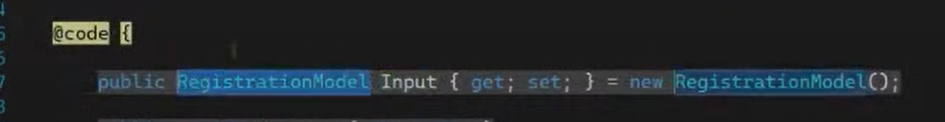 @code {
public RegistrationModel Input { get; set; } = new RegistrationModel();